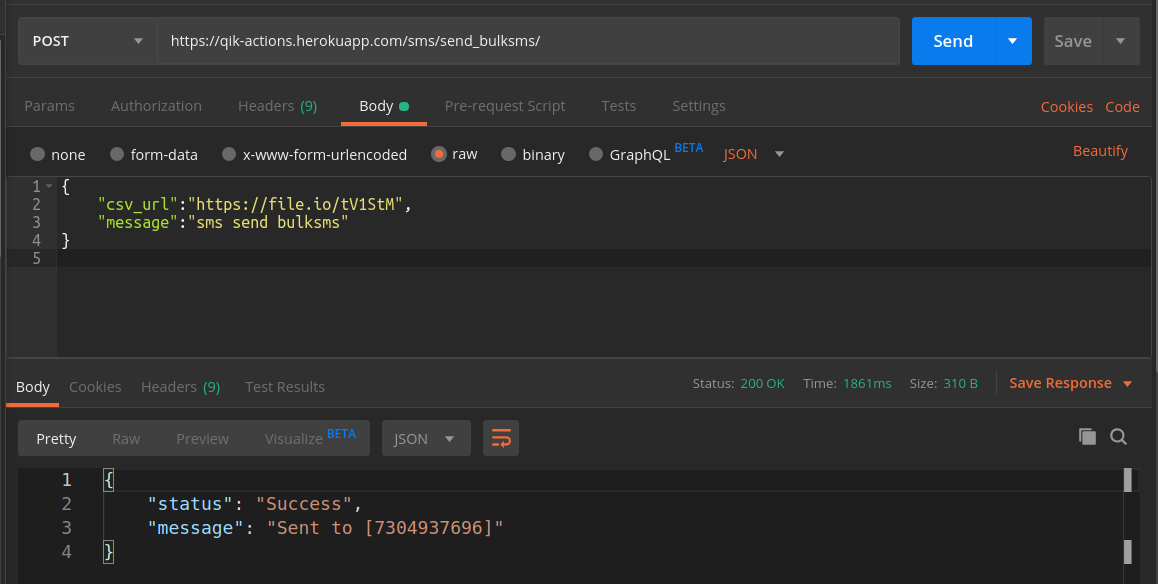 POST https://qik-actions.herokuapp.com/sms/send_bulksms/ Send Save
Params Authorization Headers (9) Body Pre-request Script Tests Settings Cookies Code
none form-data x-www-form-urlencoded raw binary GraphQL BETA JSON Beautify
1 {
2 "csv_url":"https://file.io/tV1StM",
3 "message":"sms send bulksms"
4 }
5
Body Cookies Headers (9) Test Results Status: 200 OK Time: 1861ms Size: 310 B Save Response
Pretty Raw Preview Visualize BETA JSON
1 {
2 "status": "Success",
3 "message": "Sent to [7304937696]"
4 }